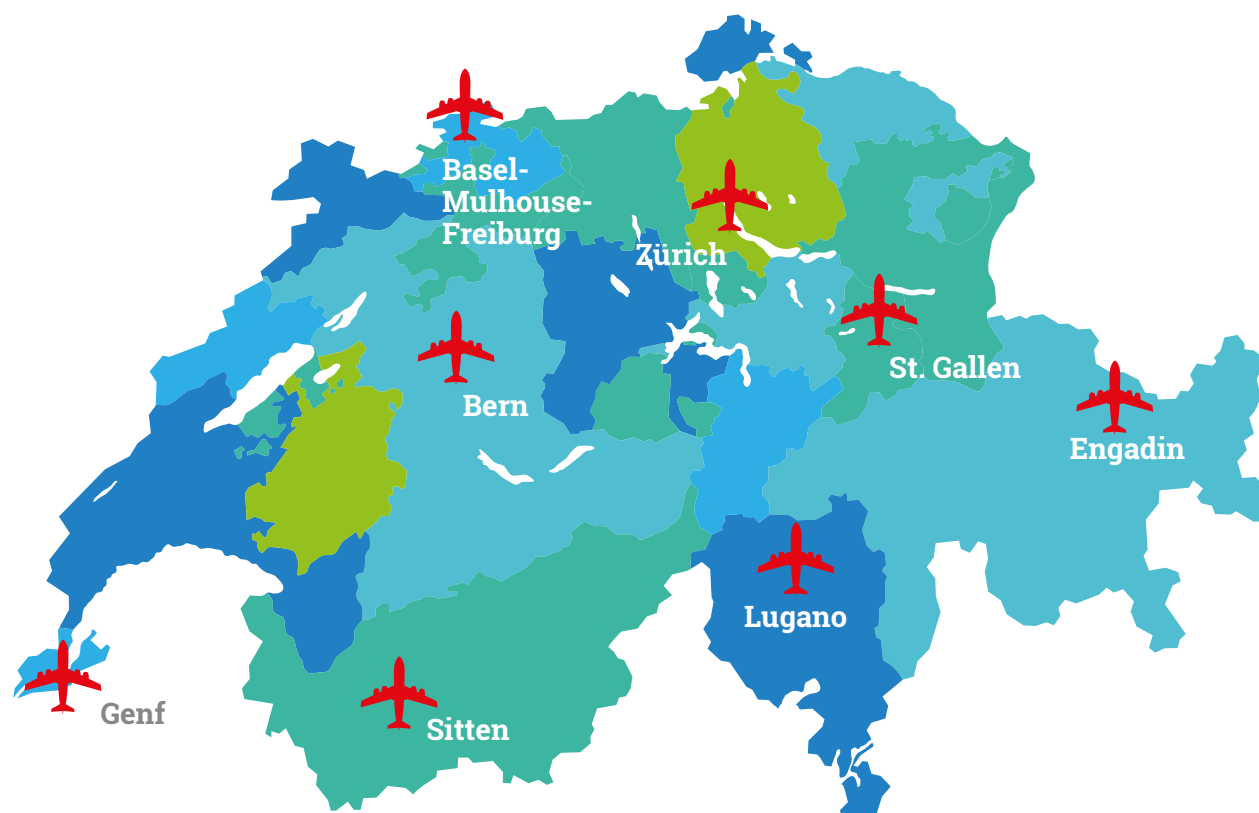 Basel-
Mulhouse-
Freiburg
Zürich
St. Gallen
Bern
Engadin
Lugano
Genf
Sitten